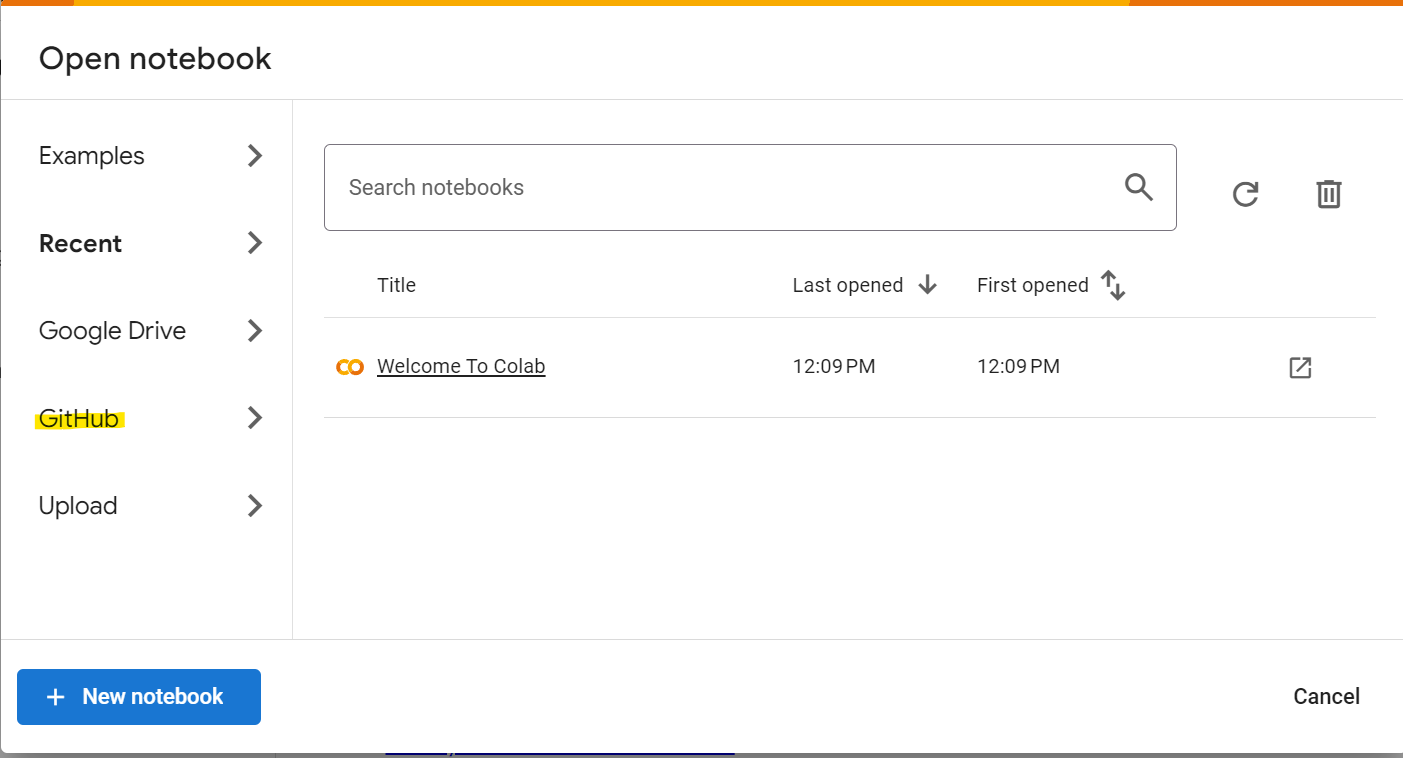 Open notebook
Examples
Recent
Google Drive
GitHub
Upload
Search notebooks
Title Last opened First opened
Welcome To Colab 12:09 PM 12:09 PM
+ New notebook
Cancel